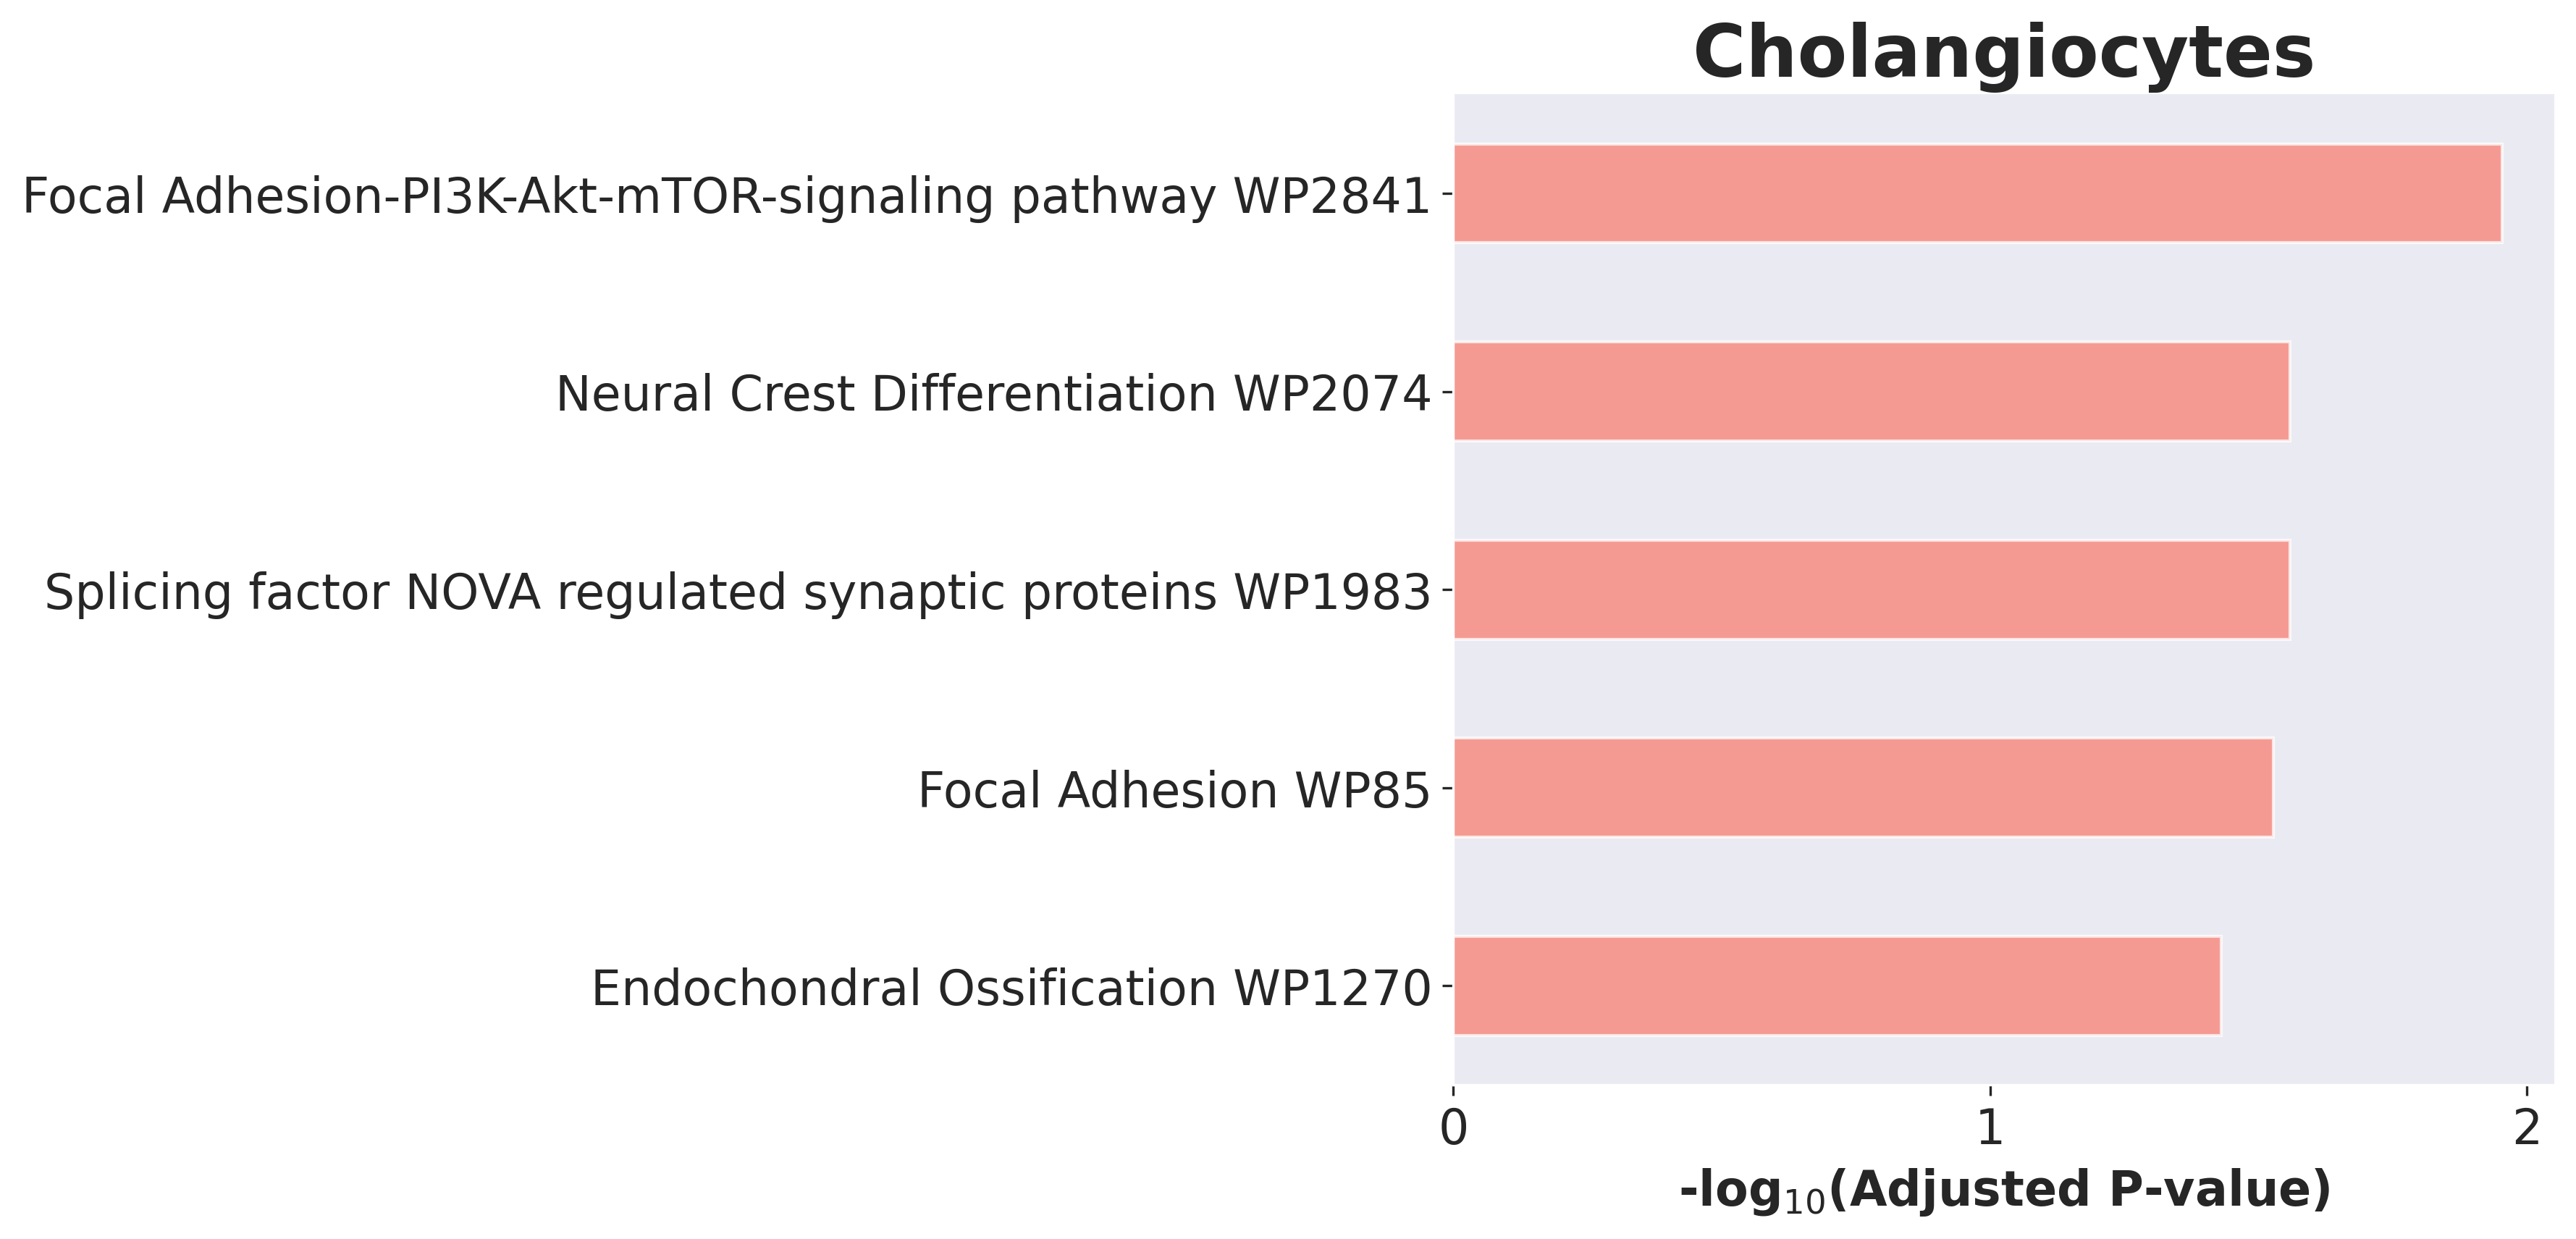 Cholangiocytes
Focal Adhesion-PI3K-Akt-mTOR-signaling pathway WP2841
Neural Crest Differentiation WP2074
Splicing factor NOVA regulated synaptic proteins WP1983
Focal Adhesion WP85
Endochondral Ossification WP1270
0 1 2
-log₁₀(Adjusted P-value)